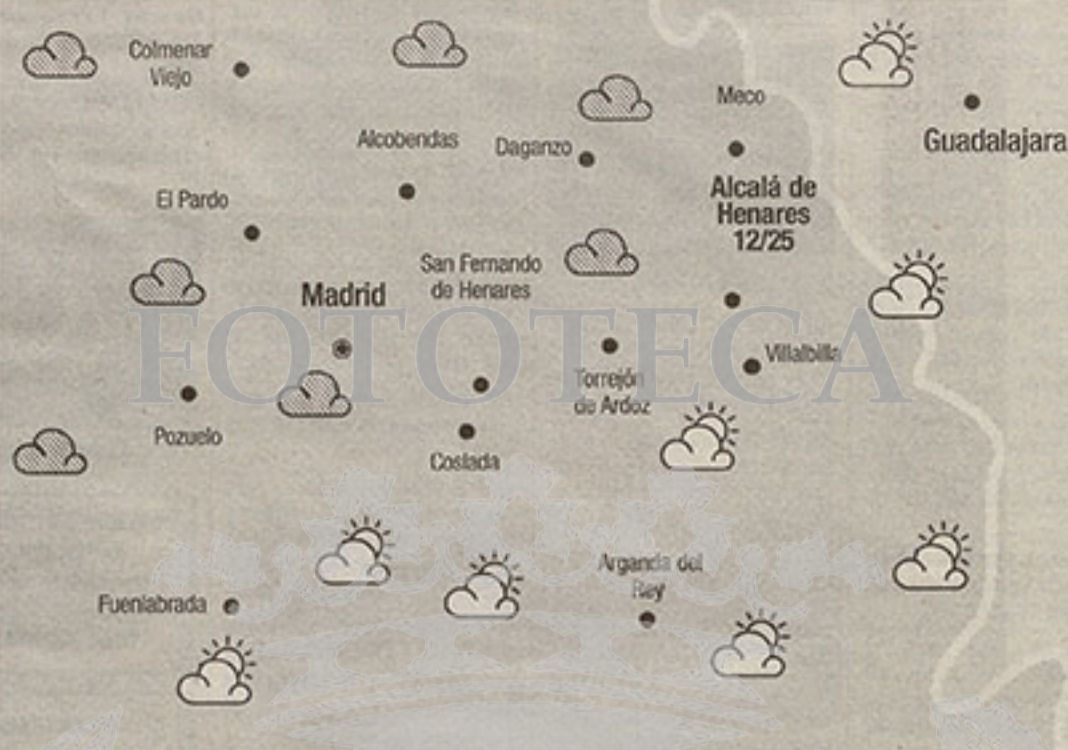 Colmenar
Viejo
Meco
Alcobendas
Daganzo
Guadalajara
Alcalá de
Henares
12/25
El Pardo
San Fernando
de Henares
Madrid
FOTOTECA
Villalbilla
Torrejón
de Ardoz
Pozuelo
Coslada
Arganda del
Rey
Fuenlabrada